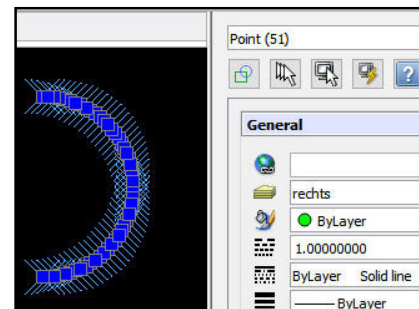 Point (51)
?
General
rechts
ByLayer
1.00000000
ByLayer Solid line
ByLayer